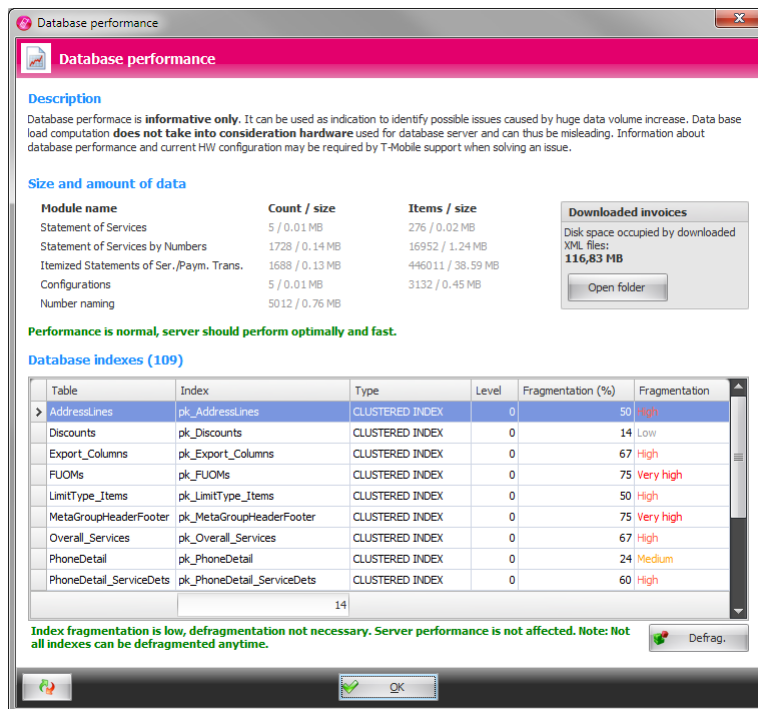 Database performance
Database performance
Description
Database performace is informative only. It can be used as indication to identify possible issues caused by huge data volume increase. Data base
load computation does not take into consideration hardware used for database server and can thus be misleading. Information about
database performance and current HW configuration may be required by T-Mobile support when solving an issue.
Size and amount of data
Module name Count / size Items / size
Statement of Services 5 / 0.01 MB 276 / 0.02 MB
Statement of Services by Numbers 1728 / 0.14 MB 16952 / 1.24 MB
Itemized Statements of Ser./Paym. Trans. 1688 / 0.13 MB 446011 / 38.59 MB
Configurations 5 / 0.01 MB 3132 / 0.45 MB
Number naming 5012 / 0.76 MB
Downloaded invoices
Disk space occupied by downloaded
XML files:
116,83 MB
Open folder
Performance is normal, server should perform optimally and fast.
Database indexes (109)
Table Index Type Level Fragmentation (%) Fragmentation
AddressLines pk_AddressLines CLUSTERED INDEX 0 50 High
Discounts pk_Discounts CLUSTERED INDEX 0 14 Low
Export_Columns pk_Export_Columns CLUSTERED INDEX 0 67 High
FUOMs pk_FUOMs CLUSTERED INDEX 0 75 Very high
LimitType_Items pk_LimitType_Items CLUSTERED INDEX 0 50 High
MetaGroupHeaderFooter pk_MetaGroupHeaderFooter CLUSTERED INDEX 0 75 Very high
Overall_Services pk_Overall_Services CLUSTERED INDEX 0 67 High
PhoneDetail pk_PhoneDetail CLUSTERED INDEX 0 24 Medium
PhoneDetail_ServiceDets pk_PhoneDetail_ServiceDets CLUSTERED INDEX 0 60 High
14
Index fragmentation is low, defragmentation not necessary. Server performance is not affected. Note: Not
all indexes can be defragmented anytime.
Defrag.
OK